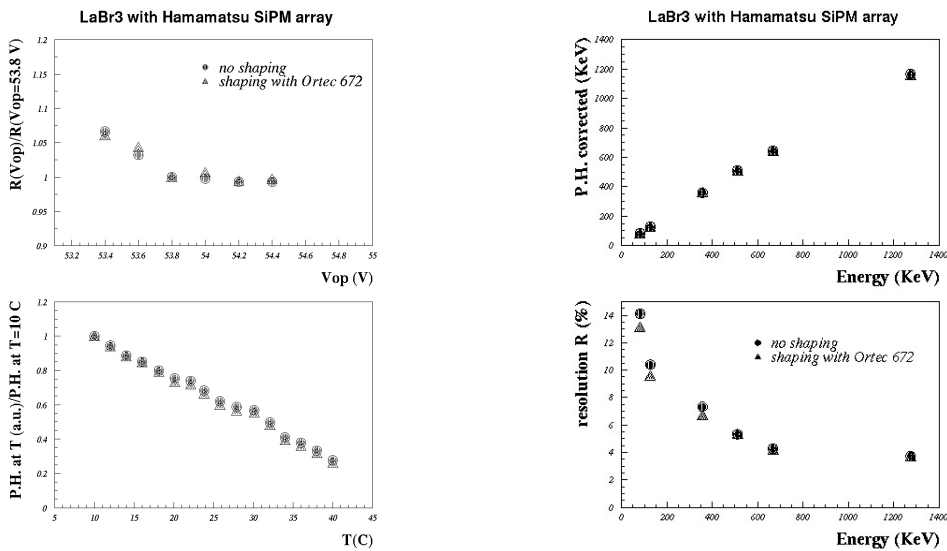 LaBr3 with Hamamatsu SiPM array
R(Vop)/R(Vop=53.8 V)
1.2
1.15
1.1
1.05
1
0.95
0.9
no shaping
shaping with Ortec 672
53.2 53.4 53.6 53.8 54 54.2 54.4 54.6 54.8 55
Vop (V)
P.H. at T (a.u.)/P.H. at T=10 C
1.2
1
0.8
0.6
0.4
0.2
0
5 10 15 20 25 30 35 40 45
T(C)
LaBr3 with Hamamatsu SiPM array
P.H. corrected (KeV)
1400
1200
1000
800
600
400
200
0
0 200 400 600 800 1000 1200 1400
Energy (KeV)
resolution R (%)
14
12
10
8
6
4
2
0
no shaping
shaping with Ortec 672
0 200 400 600 800 1000 1200 1400
Energy (KeV)